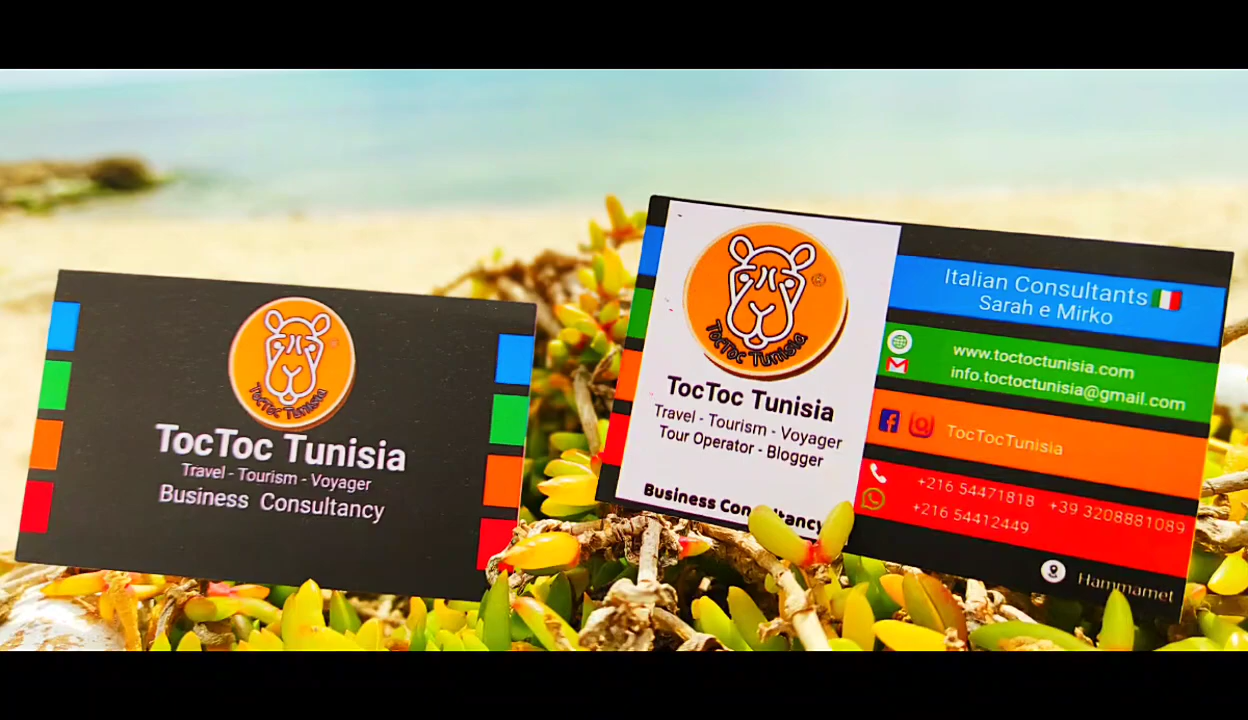 TocToc Tunisia
TocToc Tunisia
Travel - Tourism - Voyager
Business Consultancy
©
TocToc Tunisia
TocToc Tunisia
Travel - Tourism - Voyager
Tour Operator - Blogger
Business Consultancy
Italian Consultants
Sarah e Mirko
www.toctoctunisia.com
info.toctoctunisia@gmail.com
TocTocTunisia
+216 54471818 +39 3208881089
+216 54412449
Hammamet